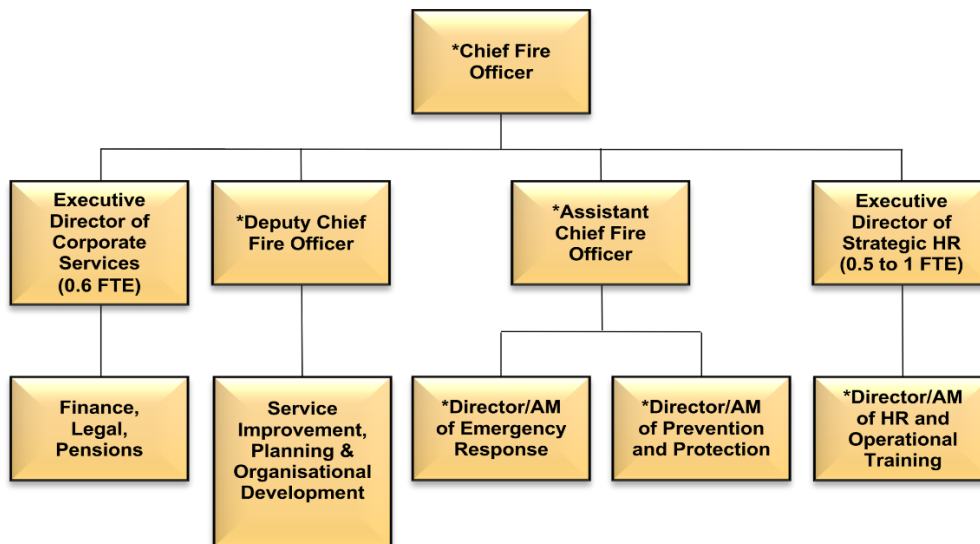 *Chief Fire
Officer
Executive
Director of
Corporate
Services
(0.6 FTE)
*Deputy Chief
Fire Officer
*Assistant
Chief Fire
Officer
Executive
Director of
Strategic HR
(0.5 to 1 FTE)
Finance,
Legal,
Pensions
Service
Improvement,
Planning &
Organisational
Development
*Director/AM
of Emergency
Response
*Director/AM
of Prevention
and Protection
*Director/AM
of HR and
Operational
Training